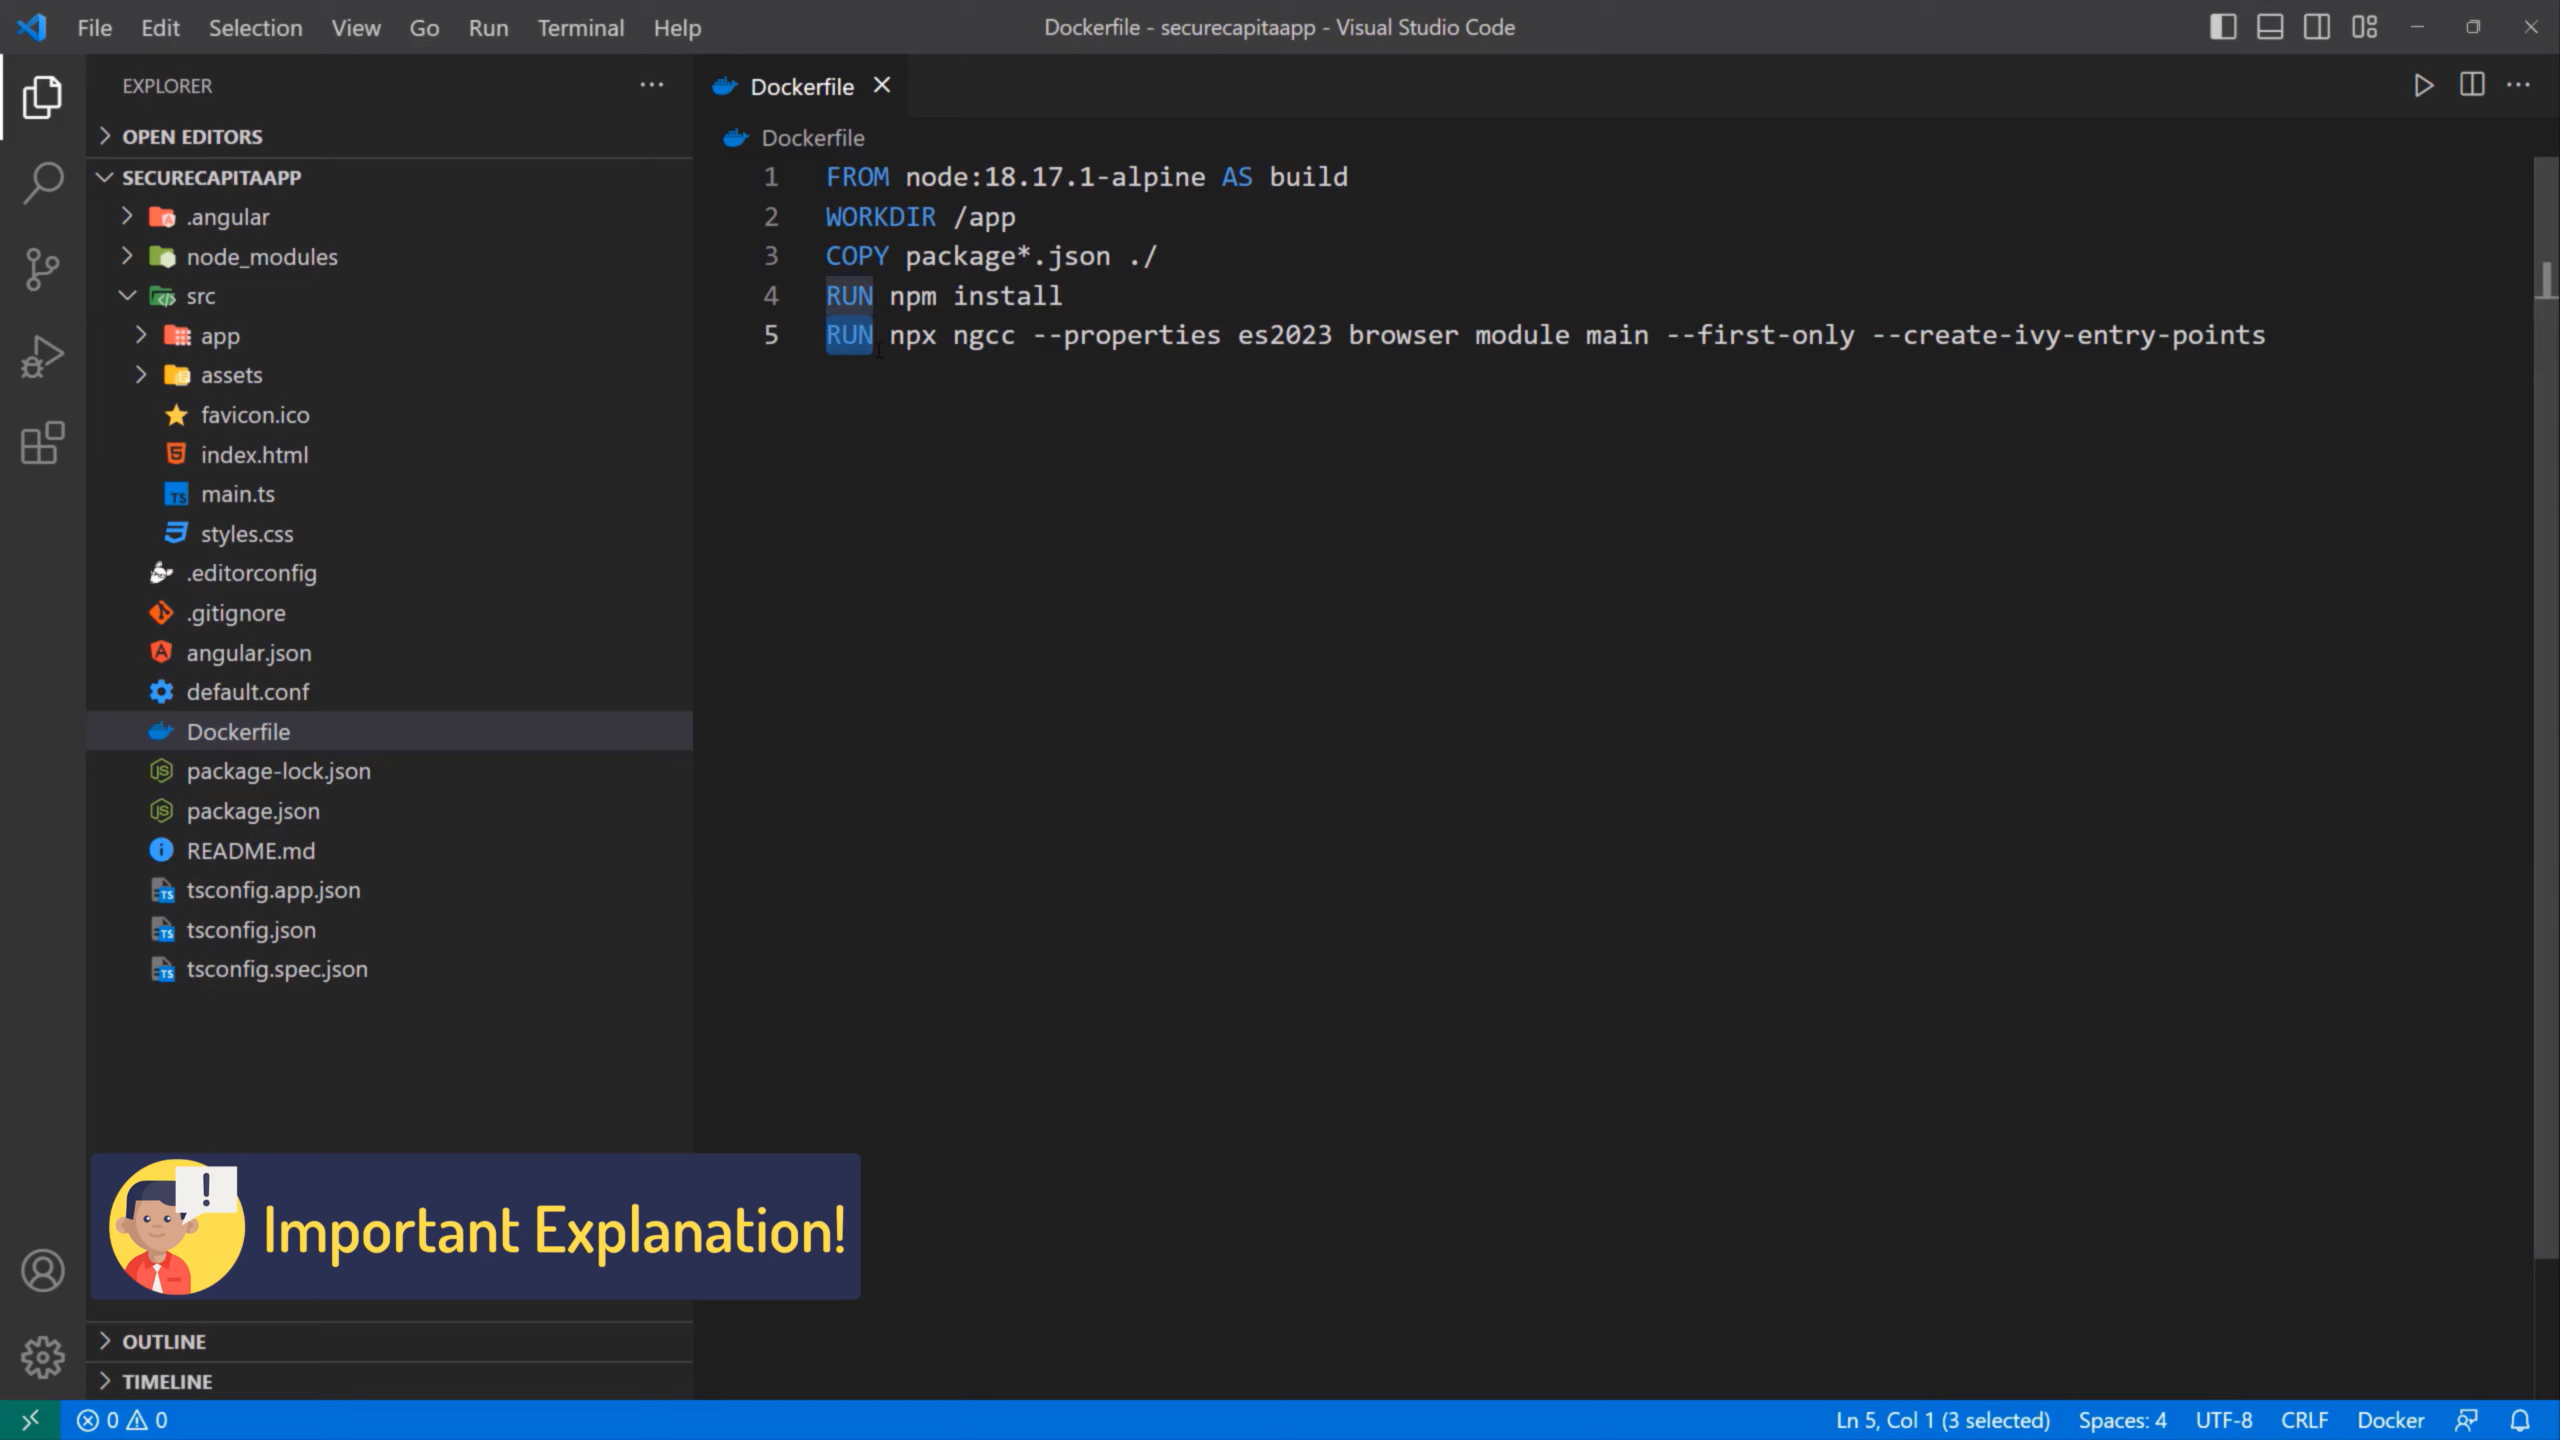 File Edit Selection View Go Run Terminal Help
Dockerfile - securecapitaapp - Visual Studio Code
EXPLORER
OPEN EDITORS
SECURECAPITAAPP
.angular
node_modules
src
app
assets
favicon.ico
index.html
main.ts
styles.css
.editorconfig
.gitignore
angular.json
default.conf
Dockerfile
package-lock.json
package.json
README.md
tsconfig.app.json
tsconfig.json
tsconfig.spec.json
Important Explanation!
OUTLINE
TIMELINE
Dockerfile
Dockerfile
1 FROM node:18.17.1-alpine AS build
2 WORKDIR /app
3 COPY package*.json ./
4 RUN npm install
5 RUN npx ngcc --properties es2023 browser module main --first-only --create-ivy-entry-points
0 0
Ln 5, Col 1 (3 selected) Spaces: 4 UTF-8 CRLF Docker